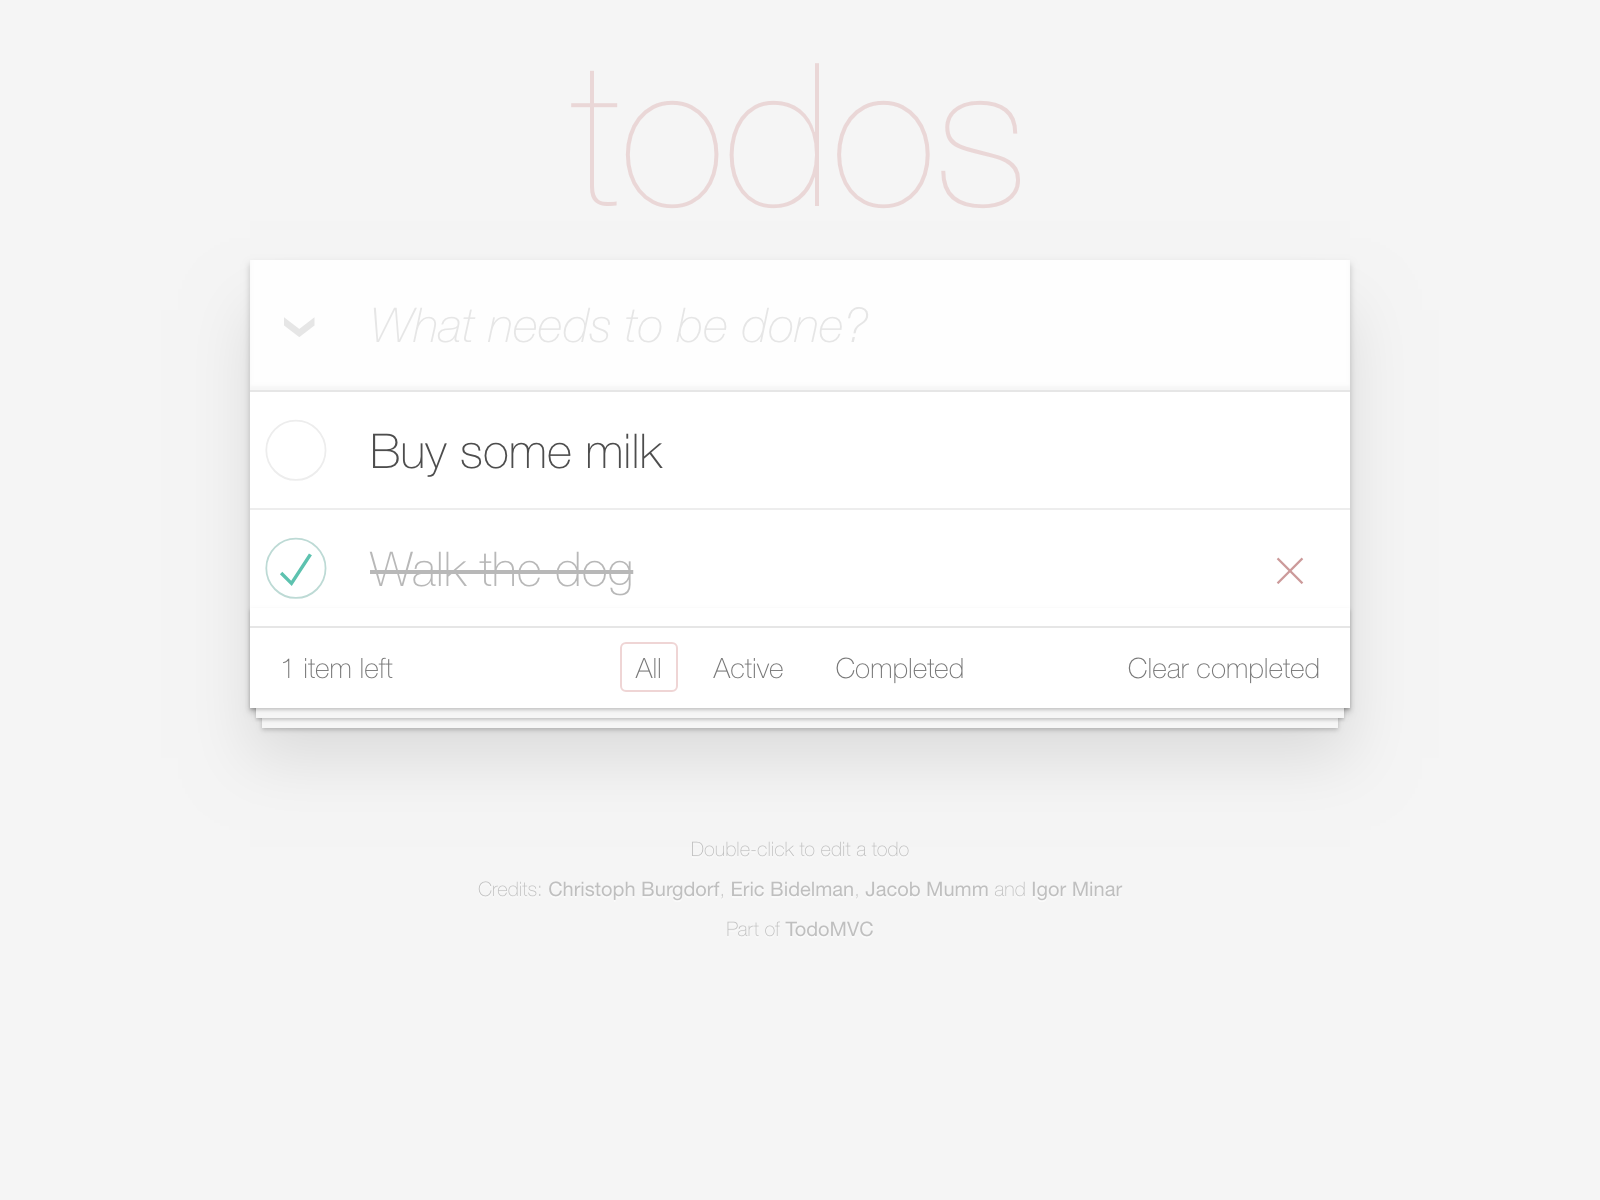 todos
What needs to be done?
Buy some milk
Walk the dog
1 item left All Active Completed Clear completed
Double-click to edit a todo
Credits: Christoph Burgdorf, Eric Bidelman, Jacob Mumm and Igor Minar
Part of TodoMVC